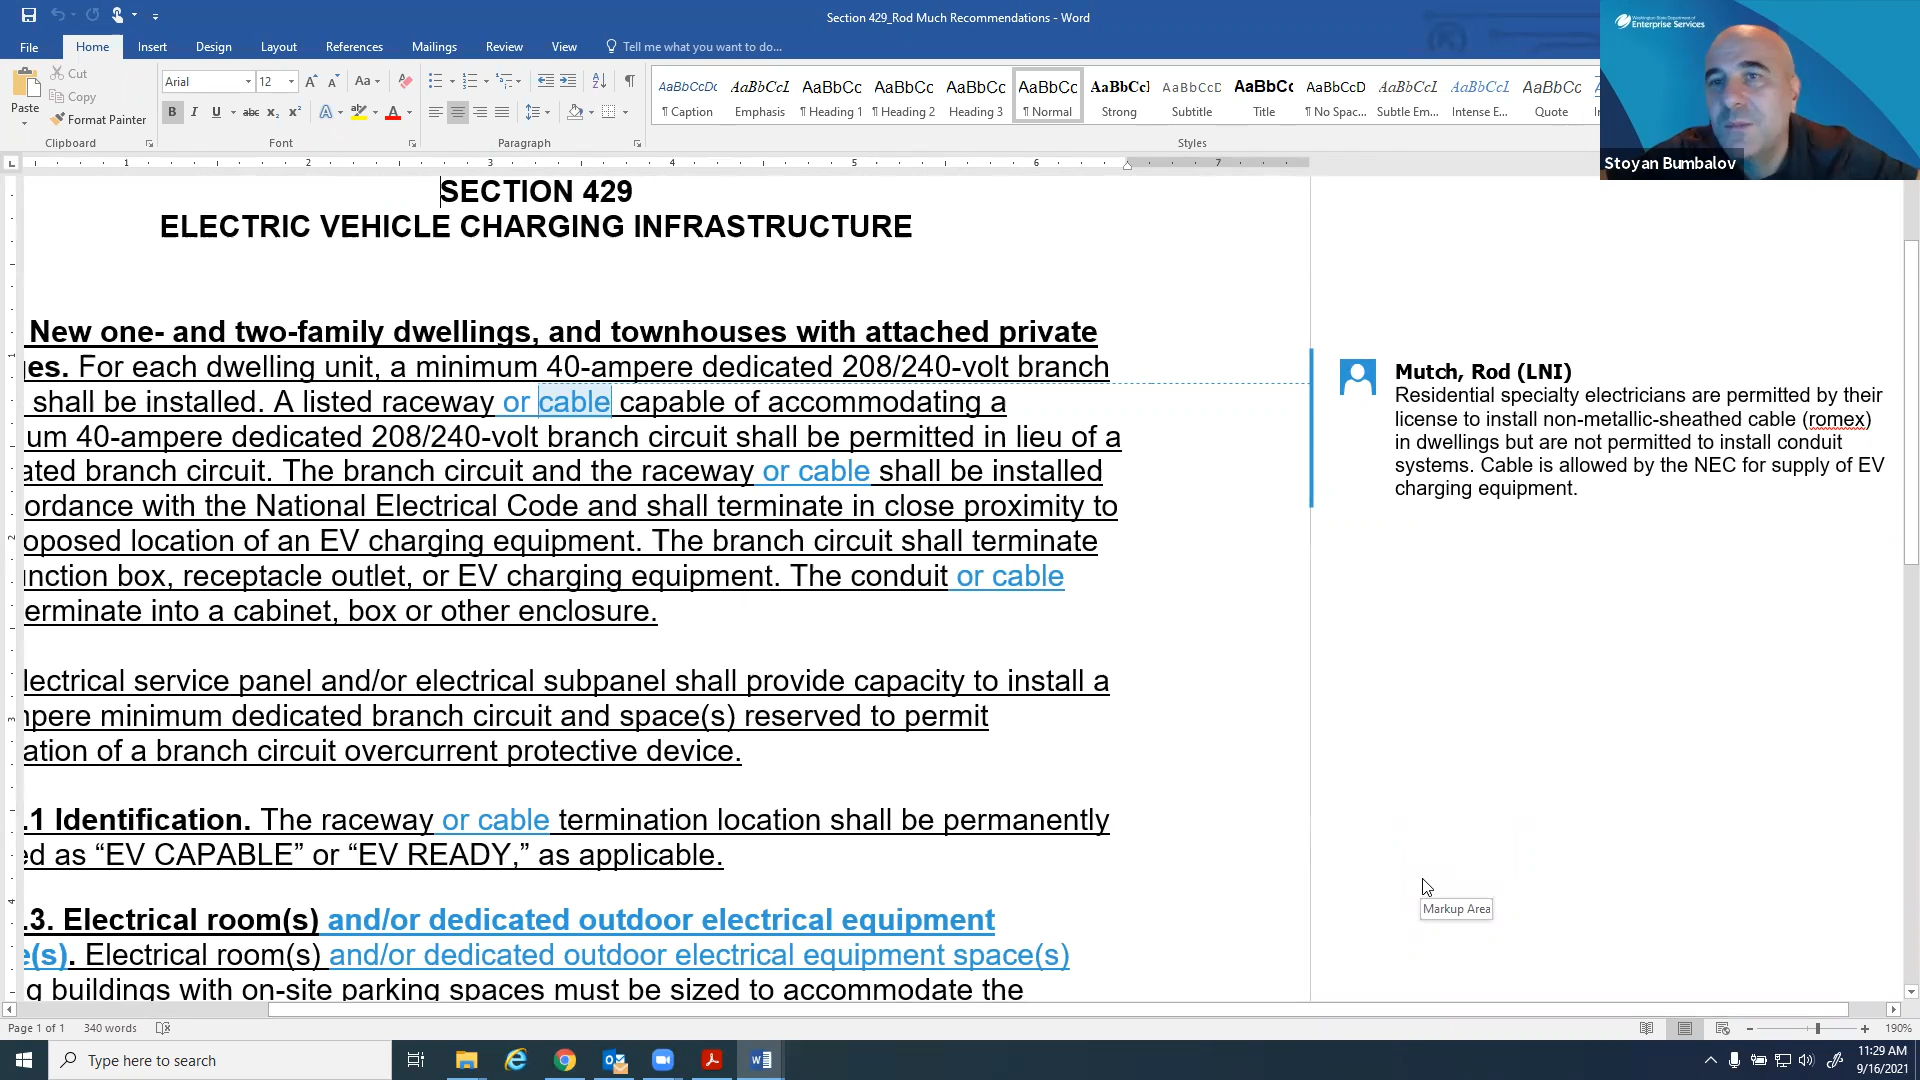 Section 429_Rod Much Recommendations - Word
File Home Insert Design Layout References Mailings Review View Tell me what you want to do...
Washington State Department of
Enterprise Services
Stoyan Bumbalov
Paste
Cut
Copy
Format Painter
Arial 12
AaBbCcDc AaBbCcI AaBbCc AaBbCc AaBbCc AaBbCc AaBbCcI AaBbCcD AaBbCc AaBbCcD AaBbCcI AaBbCcI AaBbCc
¶ Caption Emphasis ¶ Heading 1 ¶ Heading 2 Heading 3 ¶ Normal Strong Subtitle Title ¶ No Spac... Subtle Em... Intense E... Quote
Clipboard Font Paragraph Styles
1 2 3 4 5 6 7
SECTION 429
ELECTRIC VEHICLE CHARGING INFRASTRUCTURE
New one- and two-family dwellings, and townhouses with attached private
es. For each dwelling unit, a minimum 40-ampere dedicated 208/240-volt branch
shall be installed. A listed raceway or cable capable of accommodating a
um 40-ampere dedicated 208/240-volt branch circuit shall be permitted in lieu of a
ated branch circuit. The branch circuit and the raceway or cable shall be installed
ordance with the National Electrical Code and shall terminate in close proximity to
oposed location of an EV charging equipment. The branch circuit shall terminate
unction box, receptacle outlet, or EV charging equipment. The conduit or cable
erminate into a cabinet, box or other enclosure.
lectrical service panel and/or electrical subpanel shall provide capacity to install a
mpere minimum dedicated branch circuit and space(s) reserved to permit
ation of a branch circuit overcurrent protective device.
.1 Identification. The raceway or cable termination location shall be permanently
ed as “EV CAPABLE” or “EV READY,” as applicable.
.3. Electrical room(s) and/or dedicated outdoor electrical equipment
e(s). Electrical room(s) and/or dedicated outdoor electrical equipment space(s)
g buildings with on-site parking spaces must be sized to accommodate the
Mutch, Rod (LNI)
Residential specialty electricians are permitted by their
license to install non-metallic-sheathed cable (romex)
in dwellings but are not permitted to install conduit
systems. Cable is allowed by the NEC for supply of EV
charging equipment.
Markup Area
Page 1 of 1 340 words 190%
Type here to search
11:29 AM
9/16/2021